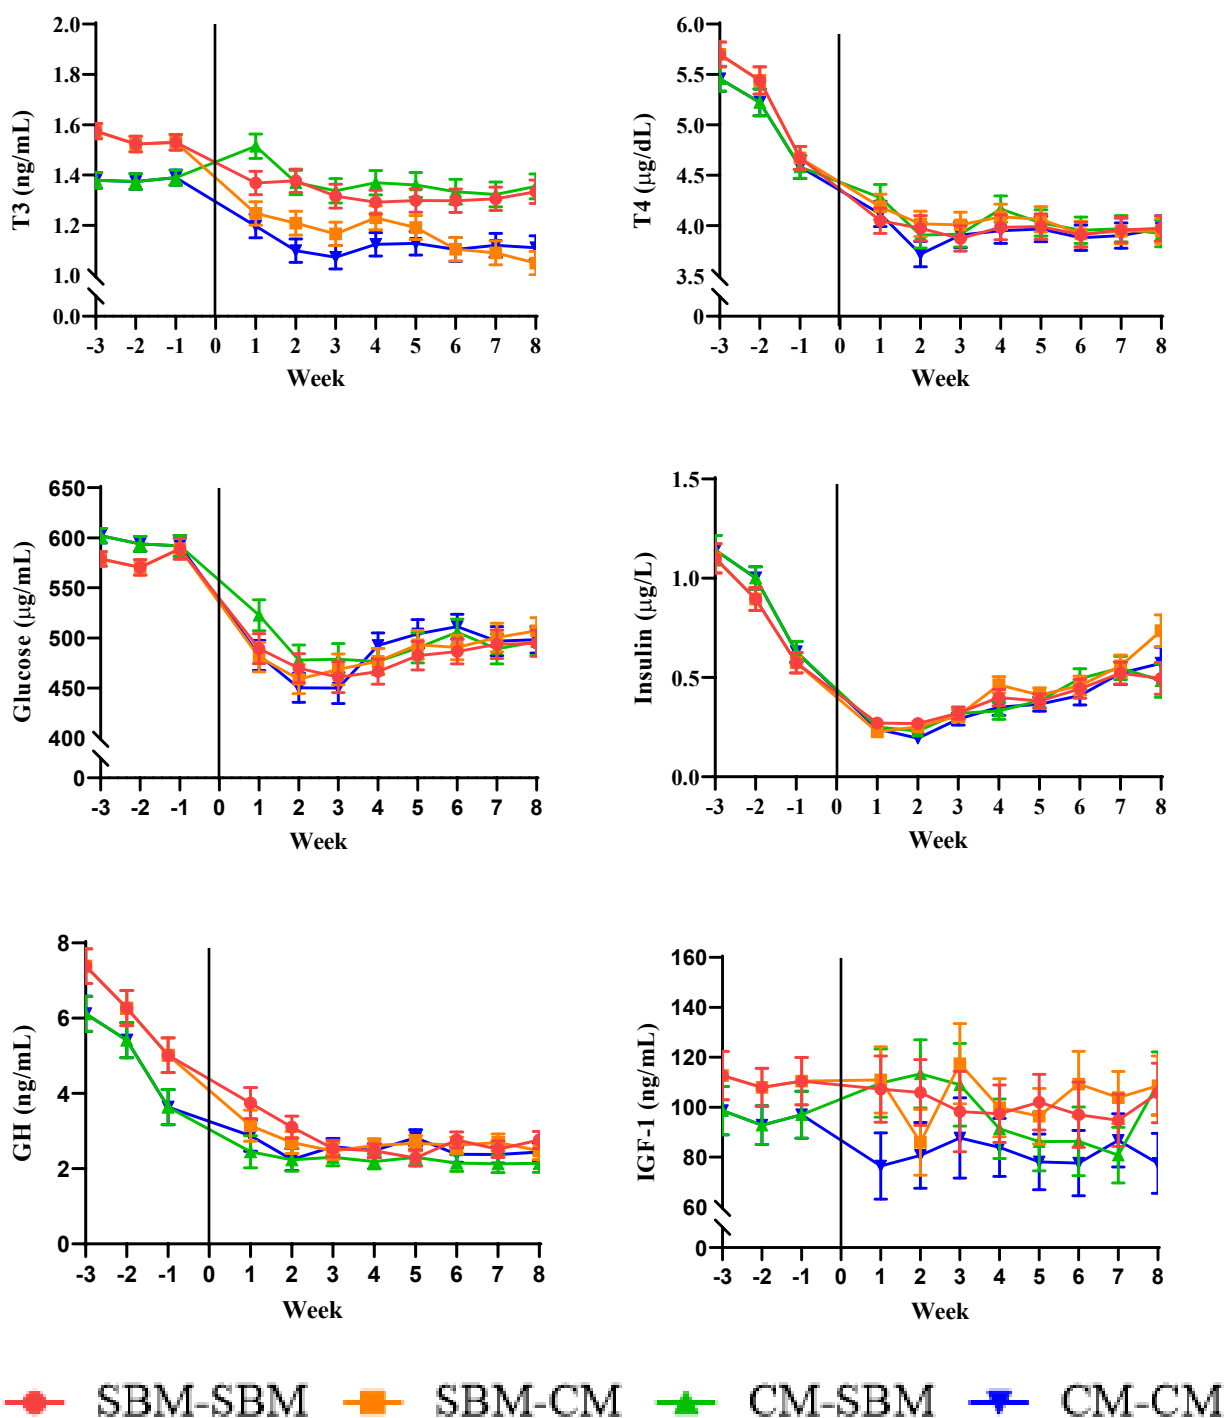 2.0
1.8
1.6
1.4
1.2
1.0
0.0
T3 (ng/mL)
-3 -2 -1 0 1 2 3 4 5 6 7 8
Week
6.0
5.5
5.0
4.5
4.0
3.5
0
T4 (μg/dL)
-3 -2 -1 0 1 2 3 4 5 6 7 8
Week
650
600
550
500
450
400
0
Glucose (μg/mL)
-3 -2 -1 0 1 2 3 4 5 6 7 8
Week
1.5
1.0
0.5
0.0
Insulin (μg/L)
-3 -2 -1 0 1 2 3 4 5 6 7 8
Week
8
6
4
2
0
GH (ng/mL)
-3 -2 -1 0 1 2 3 4 5 6 7 8
Week
160
140
120
100
80
60
0
IGF-1 (ng/mL)
-3 -2 -1 0 1 2 3 4 5 6 7 8
Week
SBM-SBM SBM-CM CM-SBM CM-CM